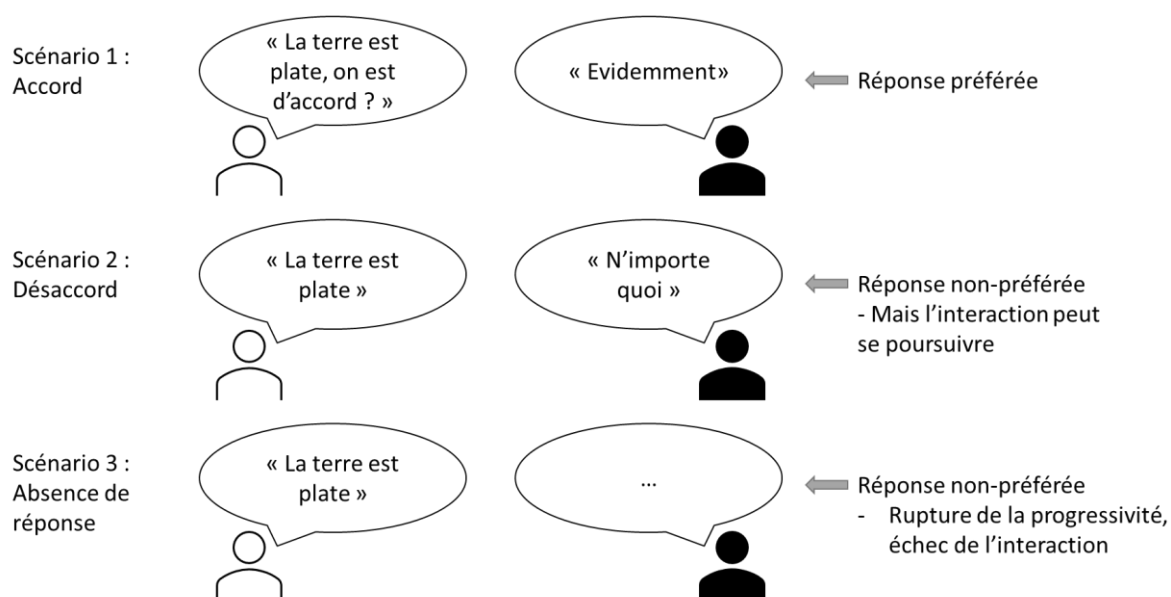 Scénario 1 :
Accord
« La terre est
plate, on est
d’accord ? »
« Evidemment»
Réponse préférée
Scénario 2 :
Désaccord
« La terre est
plate »
« N’importe
quoi »
Réponse non-préférée
- Mais l’interaction peut
se poursuivre
Scénario 3 :
Absence de
réponse
« La terre est
plate »
...
Réponse non-préférée
- Rupture de la progressivité,
échec de l’interaction